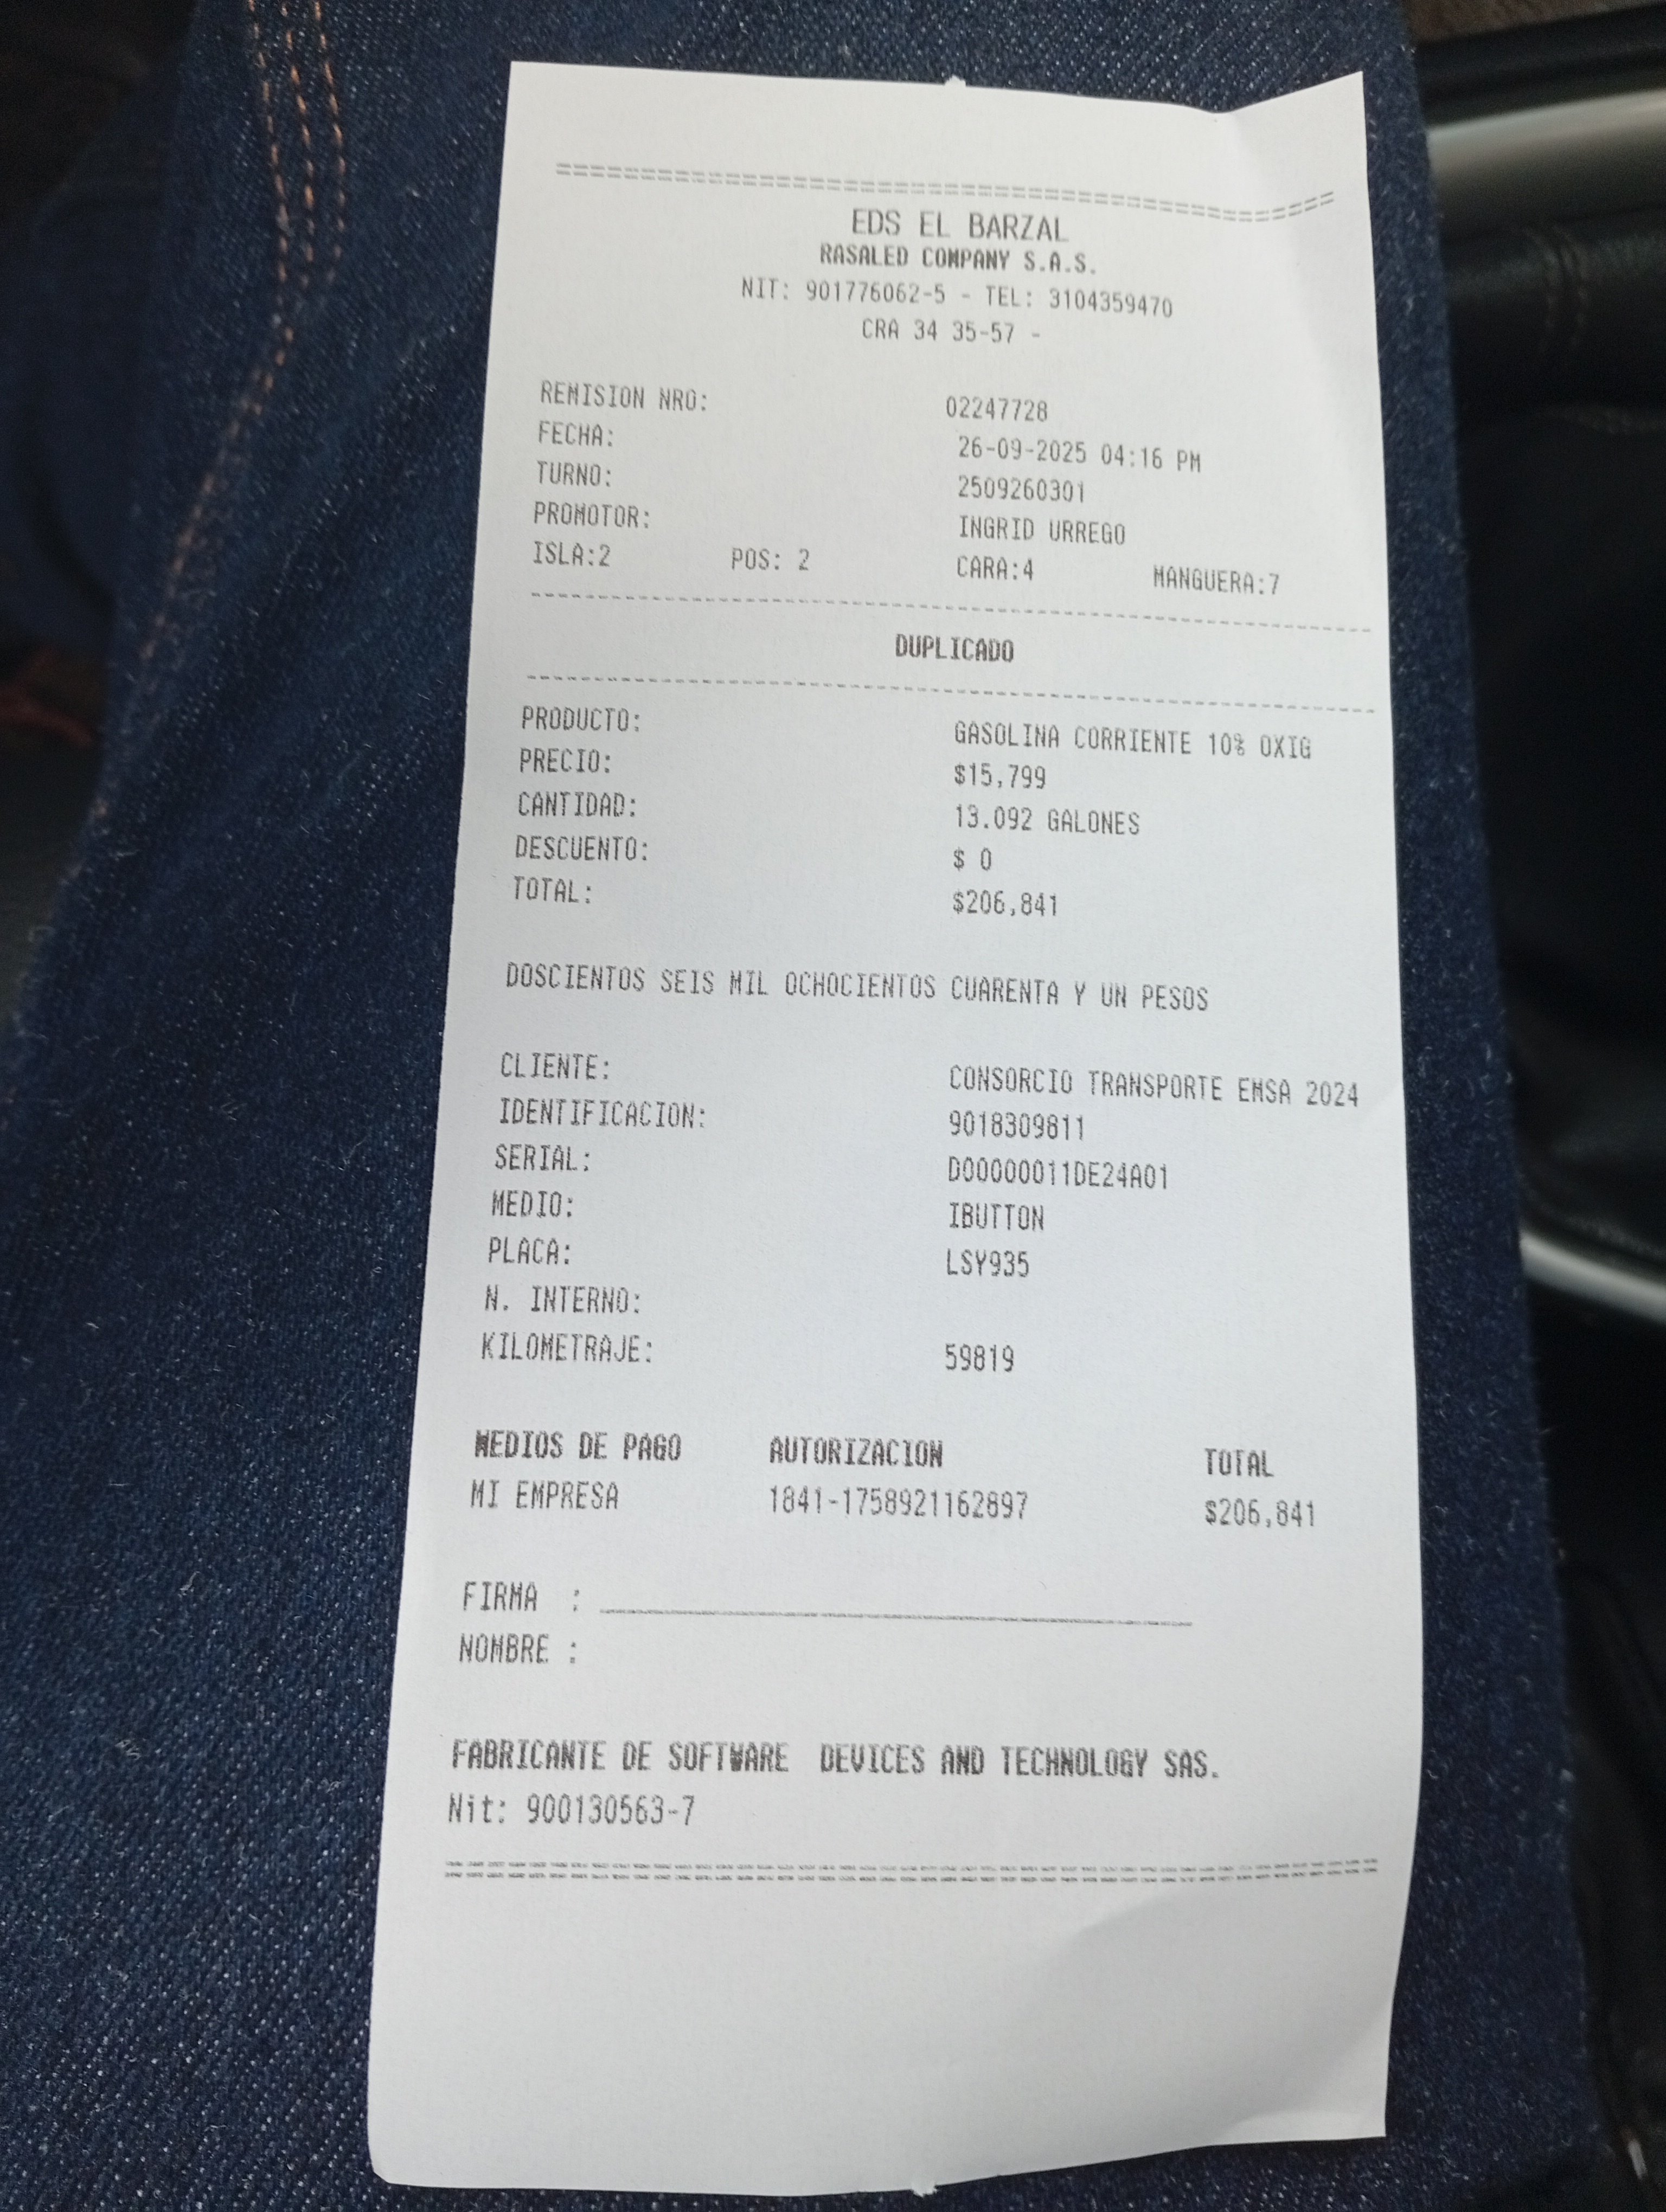 EDS EL BARZAL
RASALED COMPANY S.A.S.
NIT: 901776062-5 - TEL: 3104359470
CRA 34 35-57 -
REMISION NRO: 02247728
FECHA: 26-09-2025 04:16 PM
TURNO: 2509260301
PROMOTOR: INGRID URREGO
ISLA:2 POS: 2 CARA:4 MANGUERA:7
DUPLICADO
PRODUCTO: GASOLINA CORRIENTE 10% OXIG
PRECIO: $15,799
CANTIDAD: 13.092 GALONES
DESCUENTO: $ 0
TOTAL: $206,841
DOSCIENTOS SEIS MIL OCHOCIENTOS CUARENTA Y UN PESOS
CLIENTE: CONSORCIO TRANSPORTE EMSA 2024
IDENTIFICACION: 9018309811
SERIAL: D00000011DE24A01
MEDIO: IBUTTON
PLACA: LSY935
N. INTERNO:
KILOMETRAJE: 59819
MEDIOS DE PAGO AUTORIZACION TOTAL
MI EMPRESA 1841-1758921162897 $206,841
FIRMA :
NOMBRE :
FABRICANTE DE SOFTWARE DEVICES AND TECHNOLOGY SAS.
Nit: 900130563-7